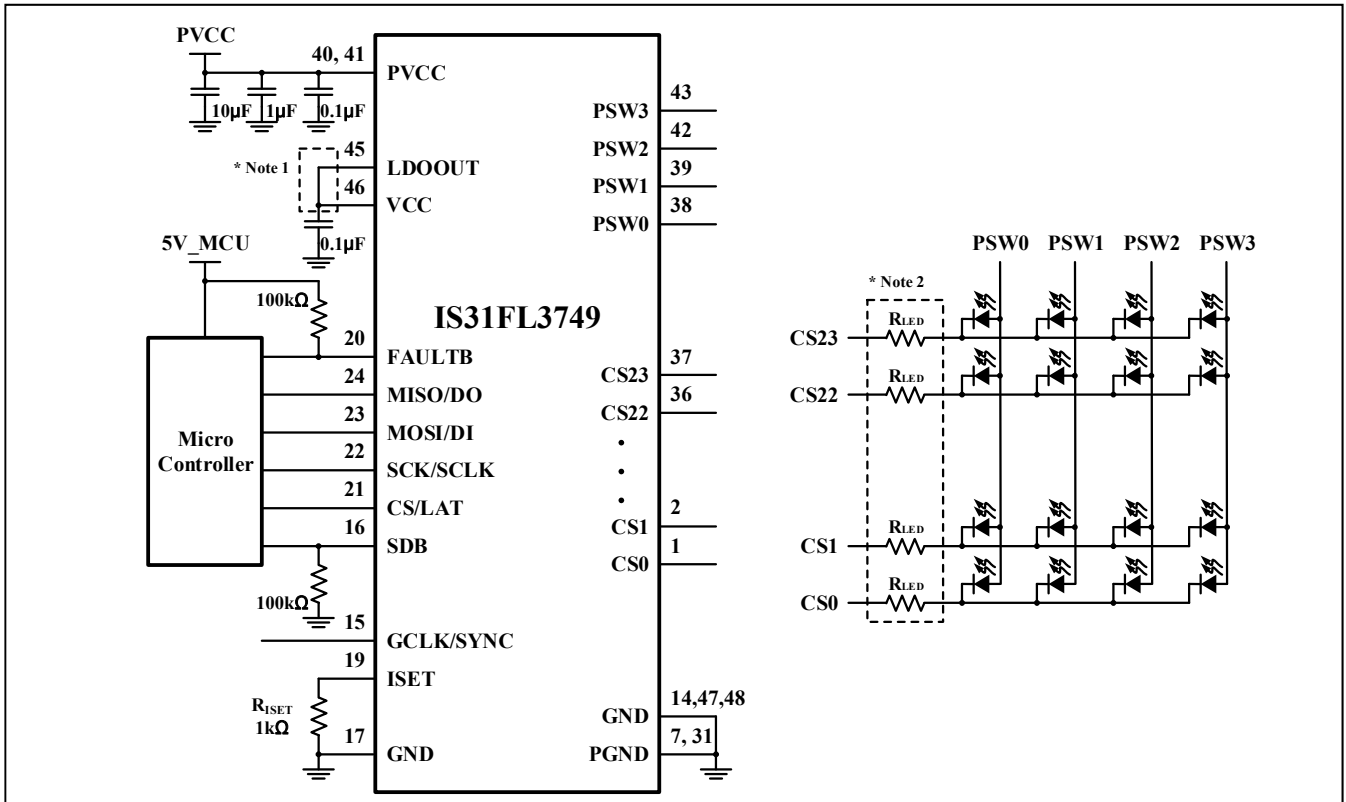 PVCC
40, 41
PVCC
10µF
1µF
0.1µF
* Note 1
45
LDOOUT
46
VCC
0.1µF
5V_MCU
100kΩ
IS31FL3749
20
FAULTB
24
MISO/DO
23
MOSI/DI
22
SCK/SCLK
21
CS/LAT
16
SDB
Micro
Controller
100kΩ
15
GCLK/SYNC
19
ISET
RISET
1kΩ
17
GND
43
PSW3
42
PSW2
39
PSW1
38
PSW0
37
CS23
36
CS22
2
CS1
1
CS0
14,47,48
GND
7, 31
PGND
PSW0 PSW1 PSW2 PSW3
* Note 2
CS23
RLED
CS22
RLED
CS1
RLED
CS0
RLED